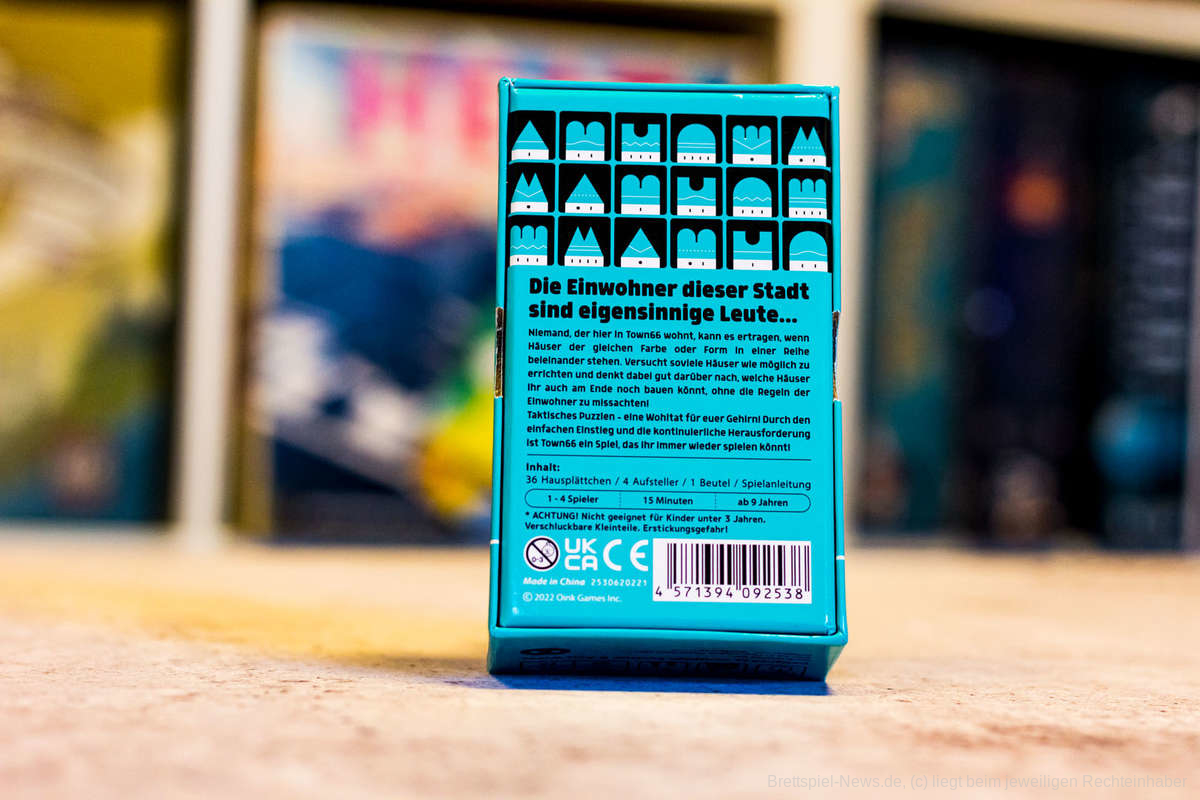 Die Einwohner dieser Stadt
sind eigensinnige Leute...
Niemand, der hier in Town66 wohnt, kann es ertragen, wenn
Häuser der gleichen Farbe oder Form in einer Reihe
beieinander stehen. Versucht soviele Häuser wie möglich zu
errichten und denkt dabei gut darüber nach, welche Häuser
ihr auch am Ende noch bauen könnt, ohne die Regeln der
Einwohner zu missachten!
Taktisches Puzzlen - eine Wohltat für euer Gehirn! Durch den
einfachen Einstieg und die kontinuierliche Herausforderung
ist Town66 ein Spiel, das ihr immer wieder spielen könnt!
Inhalt:
36 Hausplättchen / 4 Aufsteller / 1 Beutel / Spielanleitung
1 - 4 Spieler 15 Minuten ab 9 Jahren
* ACHTUNG! Nicht geeignet für Kinder unter 3 Jahren.
Verschluckbare Kleinteile. Erstickungsgefahr!
0-3 UK CA CE
Made in China 2530620221
4 571394 092538
© 2022 Oink Games Inc.
Brettspiel-News.de, (c) liegt beim jeweiligen Rechteinhaber